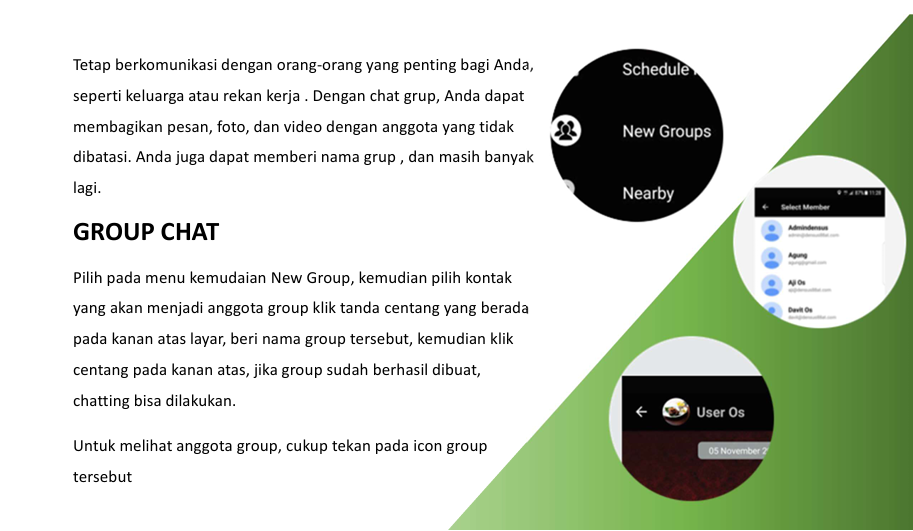 Tetap berkomunikasi dengan orang-orang yang penting bagi Anda,
seperti keluarga atau rekan kerja . Dengan chat grup, Anda dapat
membagikan pesan, foto, dan video dengan anggota yang tidak
dibatasi. Anda juga dapat memberi nama grup , dan masih banyak
lagi.
GROUP CHAT
Pilih pada menu kemudaian New Group, kemudian pilih kontak
yang akan menjadi anggota group klik tanda centang yang berada
pada kanan atas layar, beri nama group tersebut, kemudian klik
centang pada kanan atas, jika group sudah berhasil dibuat,
chatting bisa dilakukan.
Untuk melihat anggota group, cukup tekan pada icon group
tersebut
Schedule
New Groups
Nearby
87% 11:28
Select Member
Admindensus
Agung
Aji Os
Davit Os
User Os
05 November 2